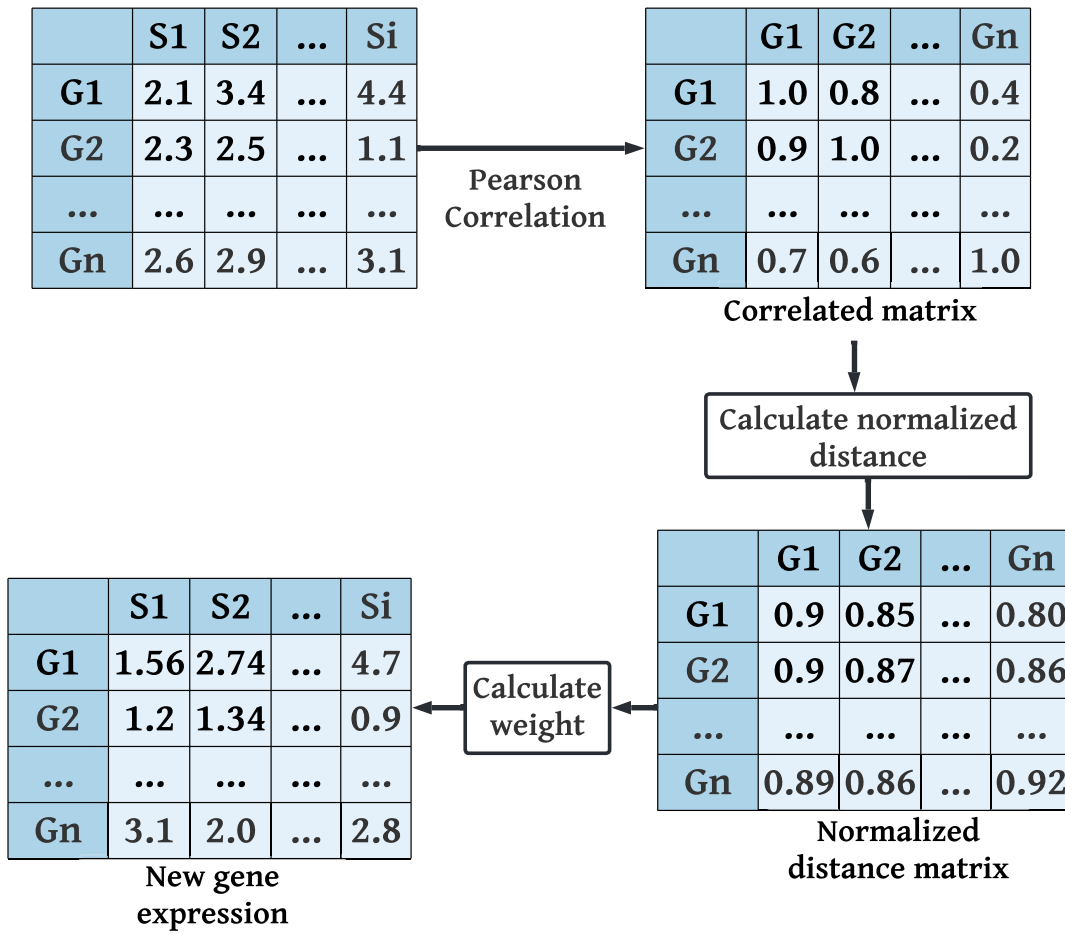 S1 S2 ... Si
G1 2.1 3.4 ... 4.4
G2 2.3 2.5 ... 1.1
... ... ... ... ...
Gn 2.6 2.9 ... 3.1
Pearson
Correlation
G1 G2 ... Gn
G1 1.0 0.8 ... 0.4
G2 0.9 1.0 ... 0.2
... ... ... ... ...
Gn 0.7 0.6 ... 1.0
Correlated matrix
Calculate normalized
distance
G1 G2 ... Gn
G1 0.9 0.85 ... 0.80
G2 0.9 0.87 ... 0.86
... ... ... ... ...
Gn 0.89 0.86 ... 0.92
Normalized
distance matrix
Calculate
weight
S1 S2 ... Si
G1 1.56 2.74 ... 4.7
G2 1.2 1.34 ... 0.9
... ... ... ... ...
Gn 3.1 2.0 ... 2.8
New gene
expression